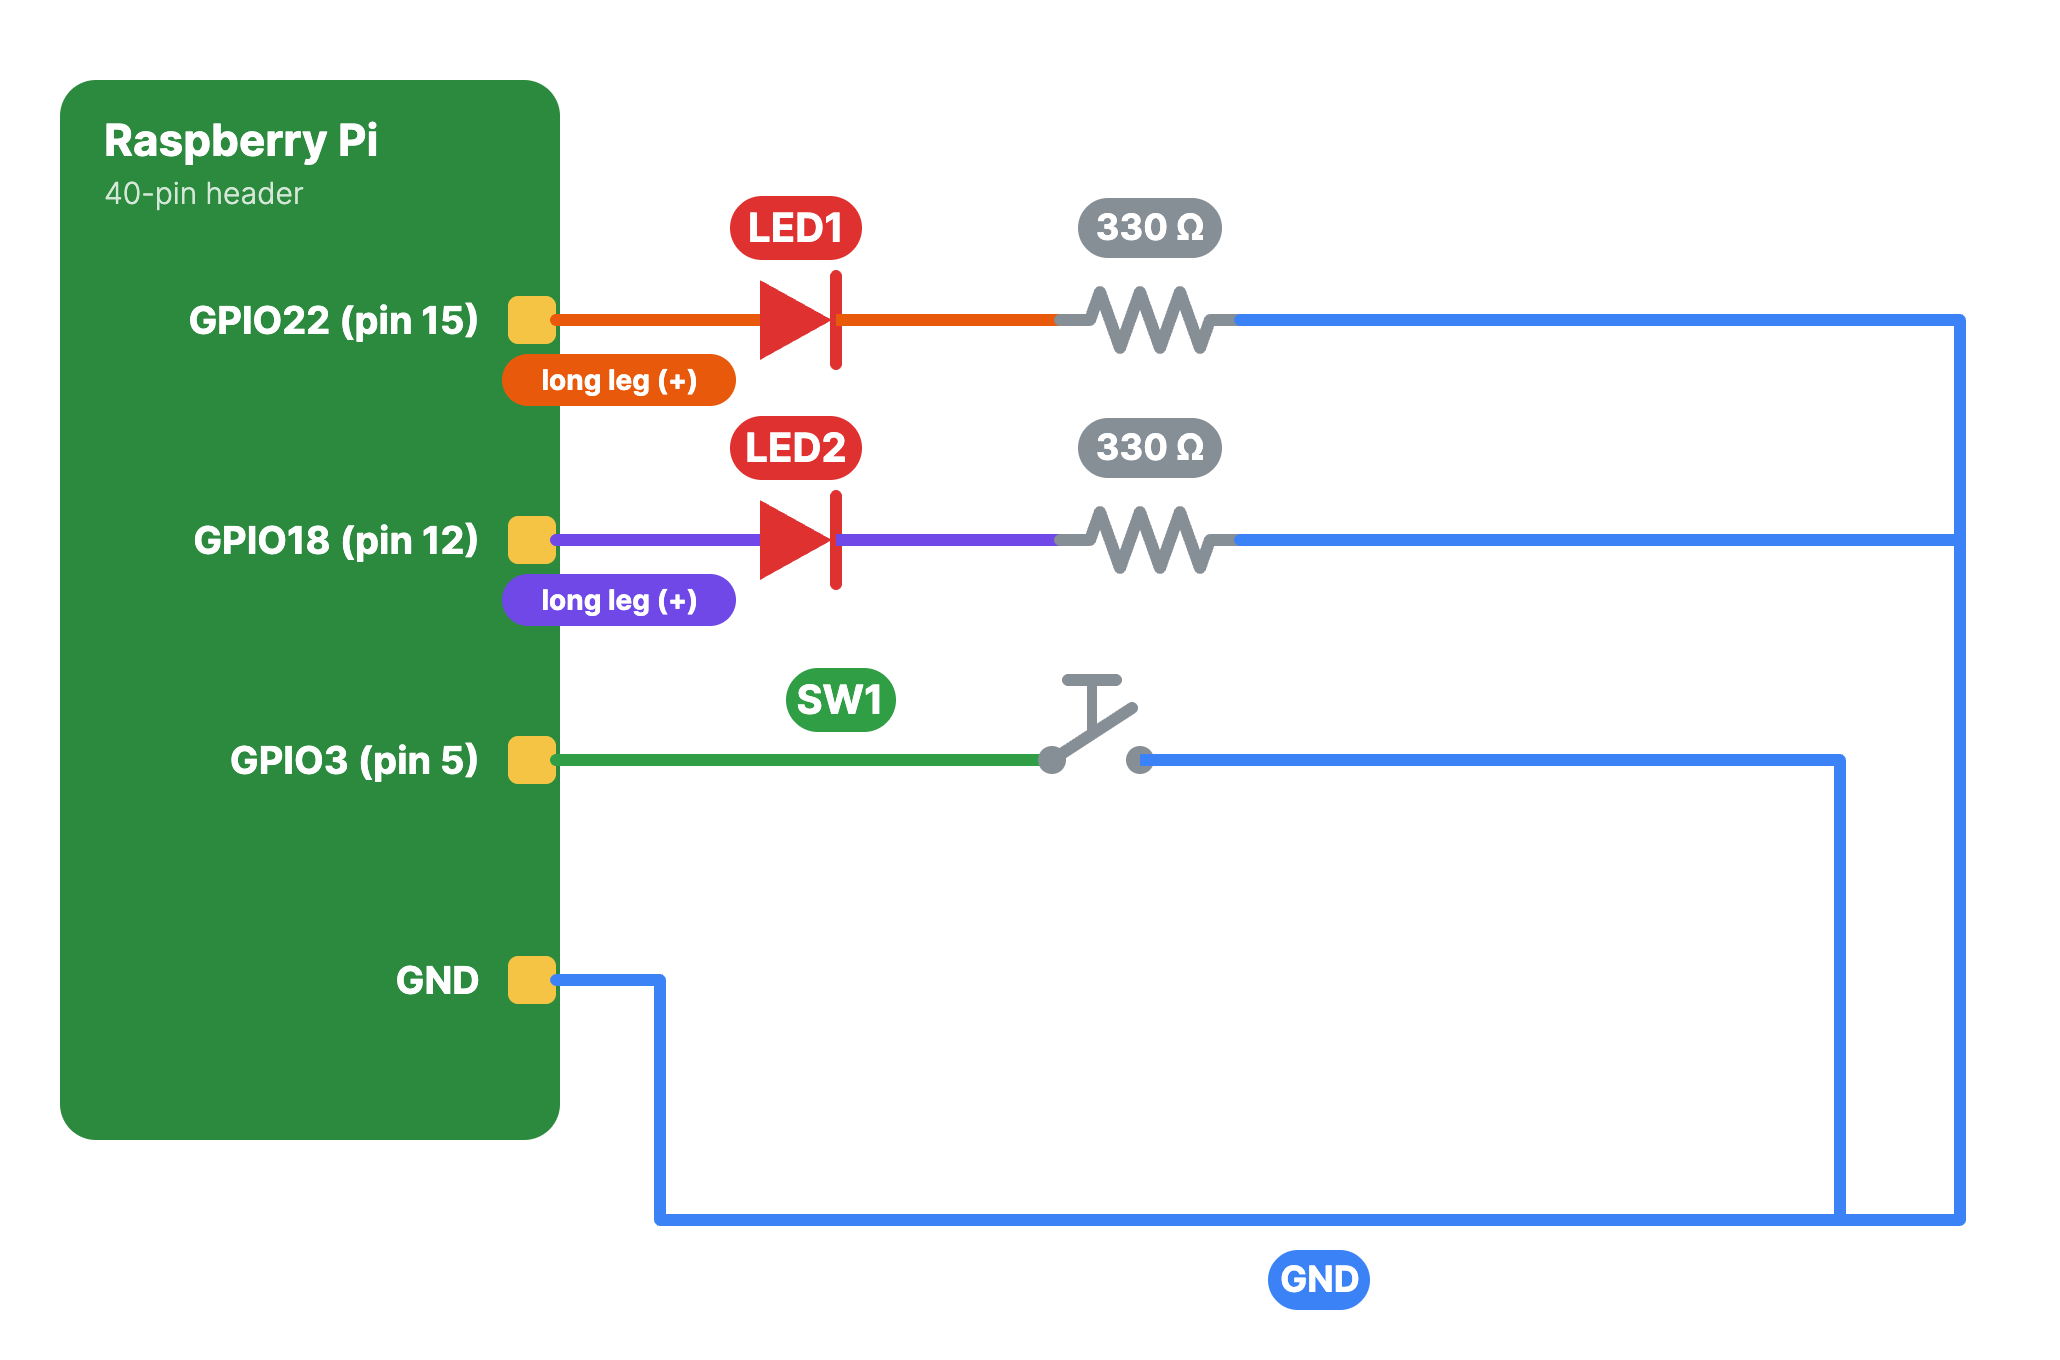 Raspberry Pi
40-pin header
LED1
330 Ω
GPIO22 (pin 15)
long leg (+)
LED2
330 Ω
GPIO18 (pin 12)
long leg (+)
SW1
GPIO3 (pin 5)
GND
GND